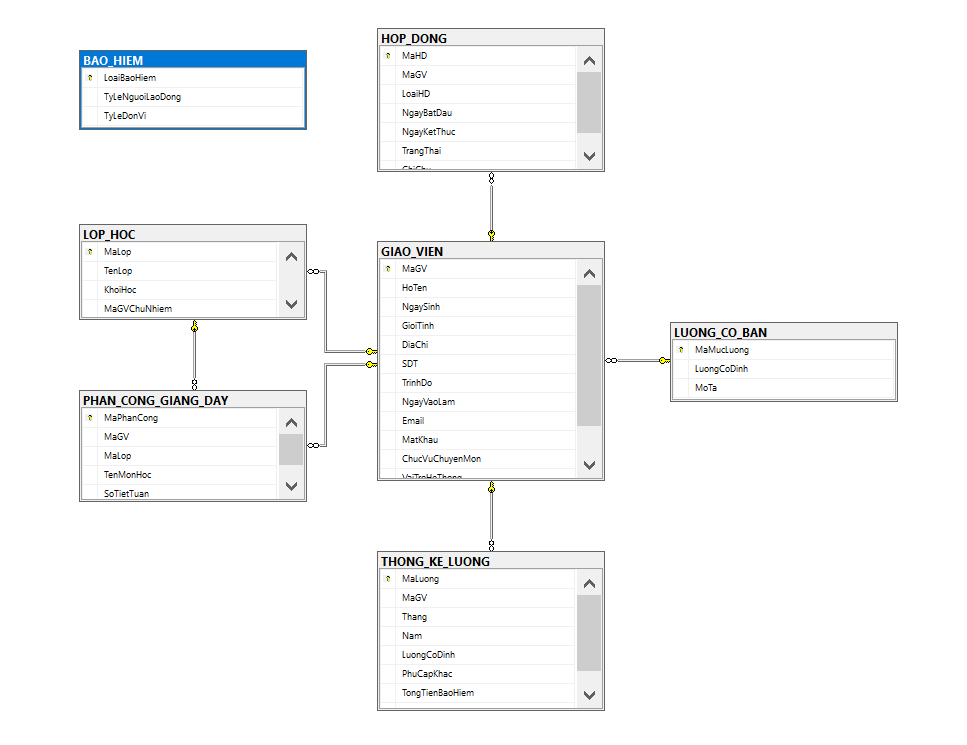 BAO_HIEM
LoaiBaoHiem
TyLeNguoiLaoDong
TyLeDonVi
HOP_DONG
MaHD
MaGV
LoaiHD
NgayBatDau
NgayKetThuc
TrangThai
GhiChu
LOP_HOC
MaLop
TenLop
KhoiHoc
MaGVChuNhiem
GIAO_VIEN
MaGV
HoTen
NgaySinh
GioiTinh
DiaChi
SDT
TrinhDo
NgayVaoLam
Email
MatKhau
ChucVuChuyenMon
VaiTroHeThong
LUONG_CO_BAN
MaMucLuong
LuongCoDinh
MoTa
PHAN_CONG_GIANG_DAY
MaPhanCong
MaGV
MaLop
TenMonHoc
SoTietTuan
THONG_KE_LUONG
MaLuong
MaGV
Thang
Nam
LuongCoDinh
PhuCapKhac
TongTienBaoHiem